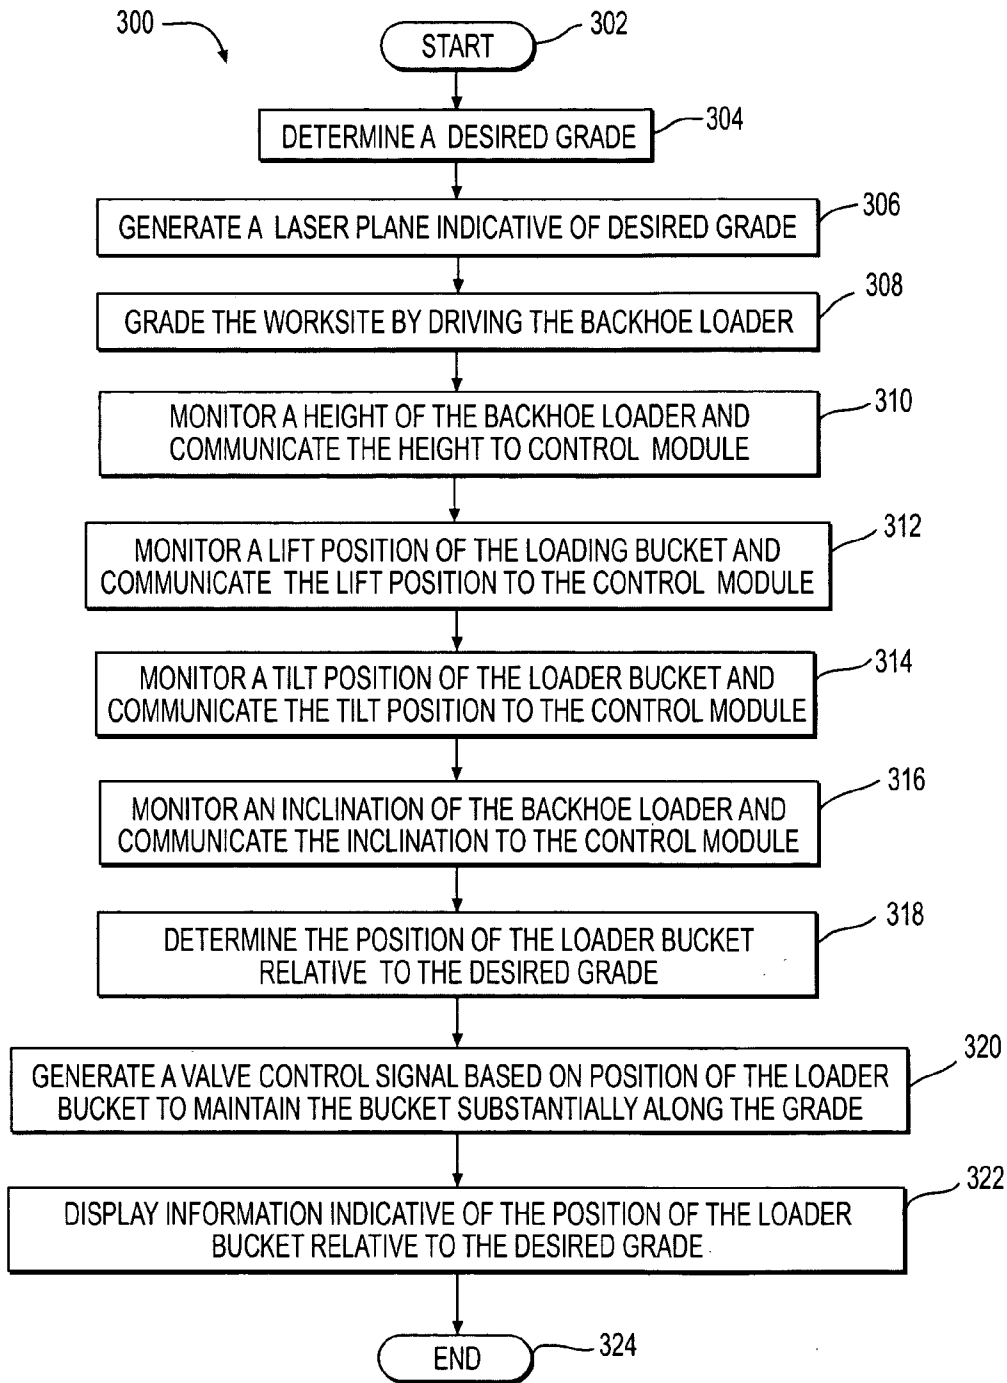 300
START
302
DETERMINE A DESIRED GRADE
304
GENERATE A LASER PLANE INDICATIVE OF DESIRED GRADE
306
GRADE THE WORKSITE BY DRIVING THE BACKHOE LOADER
308
MONITOR A HEIGHT OF THE BACKHOE LOADER AND
COMMUNICATE THE HEIGHT TO CONTROL MODULE
310
MONITOR A LIFT POSITION OF THE LOADING BUCKET AND
COMMUNICATE THE LIFT POSITION TO THE CONTROL MODULE
312
MONITOR A TILT POSITION OF THE LOADER BUCKET AND
COMMUNICATE THE TILT POSITION TO THE CONTROL MODULE
314
MONITOR AN INCLINATION OF THE BACKHOE LOADER AND
COMMUNICATE THE INCLINATION TO THE CONTROL MODULE
316
DETERMINE THE POSITION OF THE LOADER BUCKET
RELATIVE TO THE DESIRED GRADE
318
GENERATE A VALVE CONTROL SIGNAL BASED ON POSITION OF THE LOADER
BUCKET TO MAINTAIN THE BUCKET SUBSTANTIALLY ALONG THE GRADE
320
DISPLAY INFORMATION INDICATIVE OF THE POSITION OF THE LOADER
BUCKET RELATIVE TO THE DESIRED GRADE
322
END
324